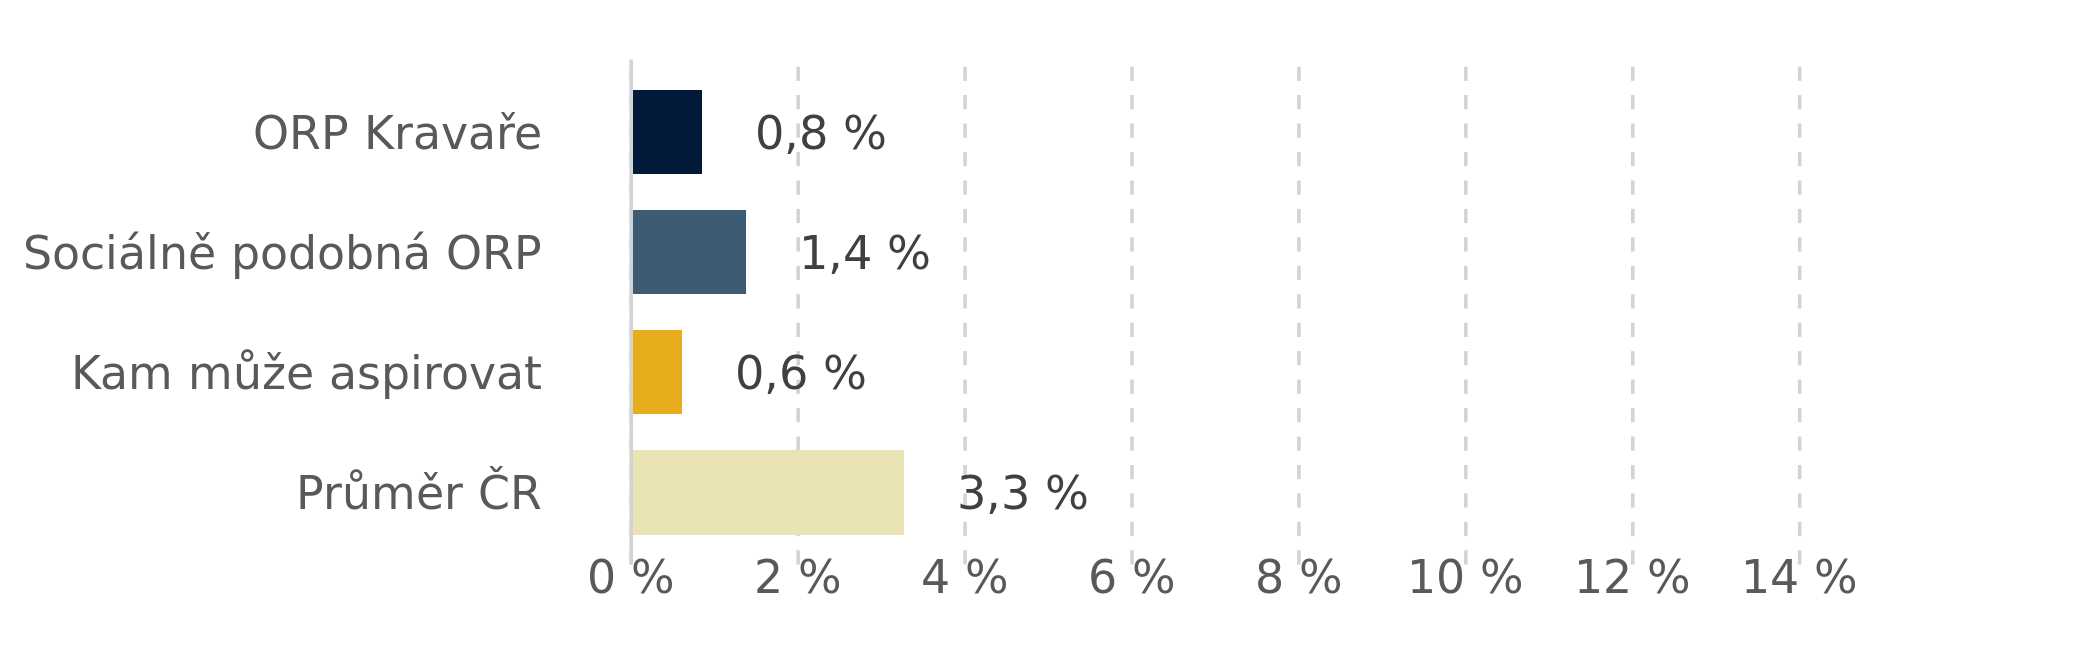 ORP Kravaře 0,8 %
Sociálně podobná ORP 1,4 %
Kam může aspirovat 0,6 %
Průměr ČR 3,3 %
0 % 2 % 4 % 6 % 8 % 10 % 12 % 14 %